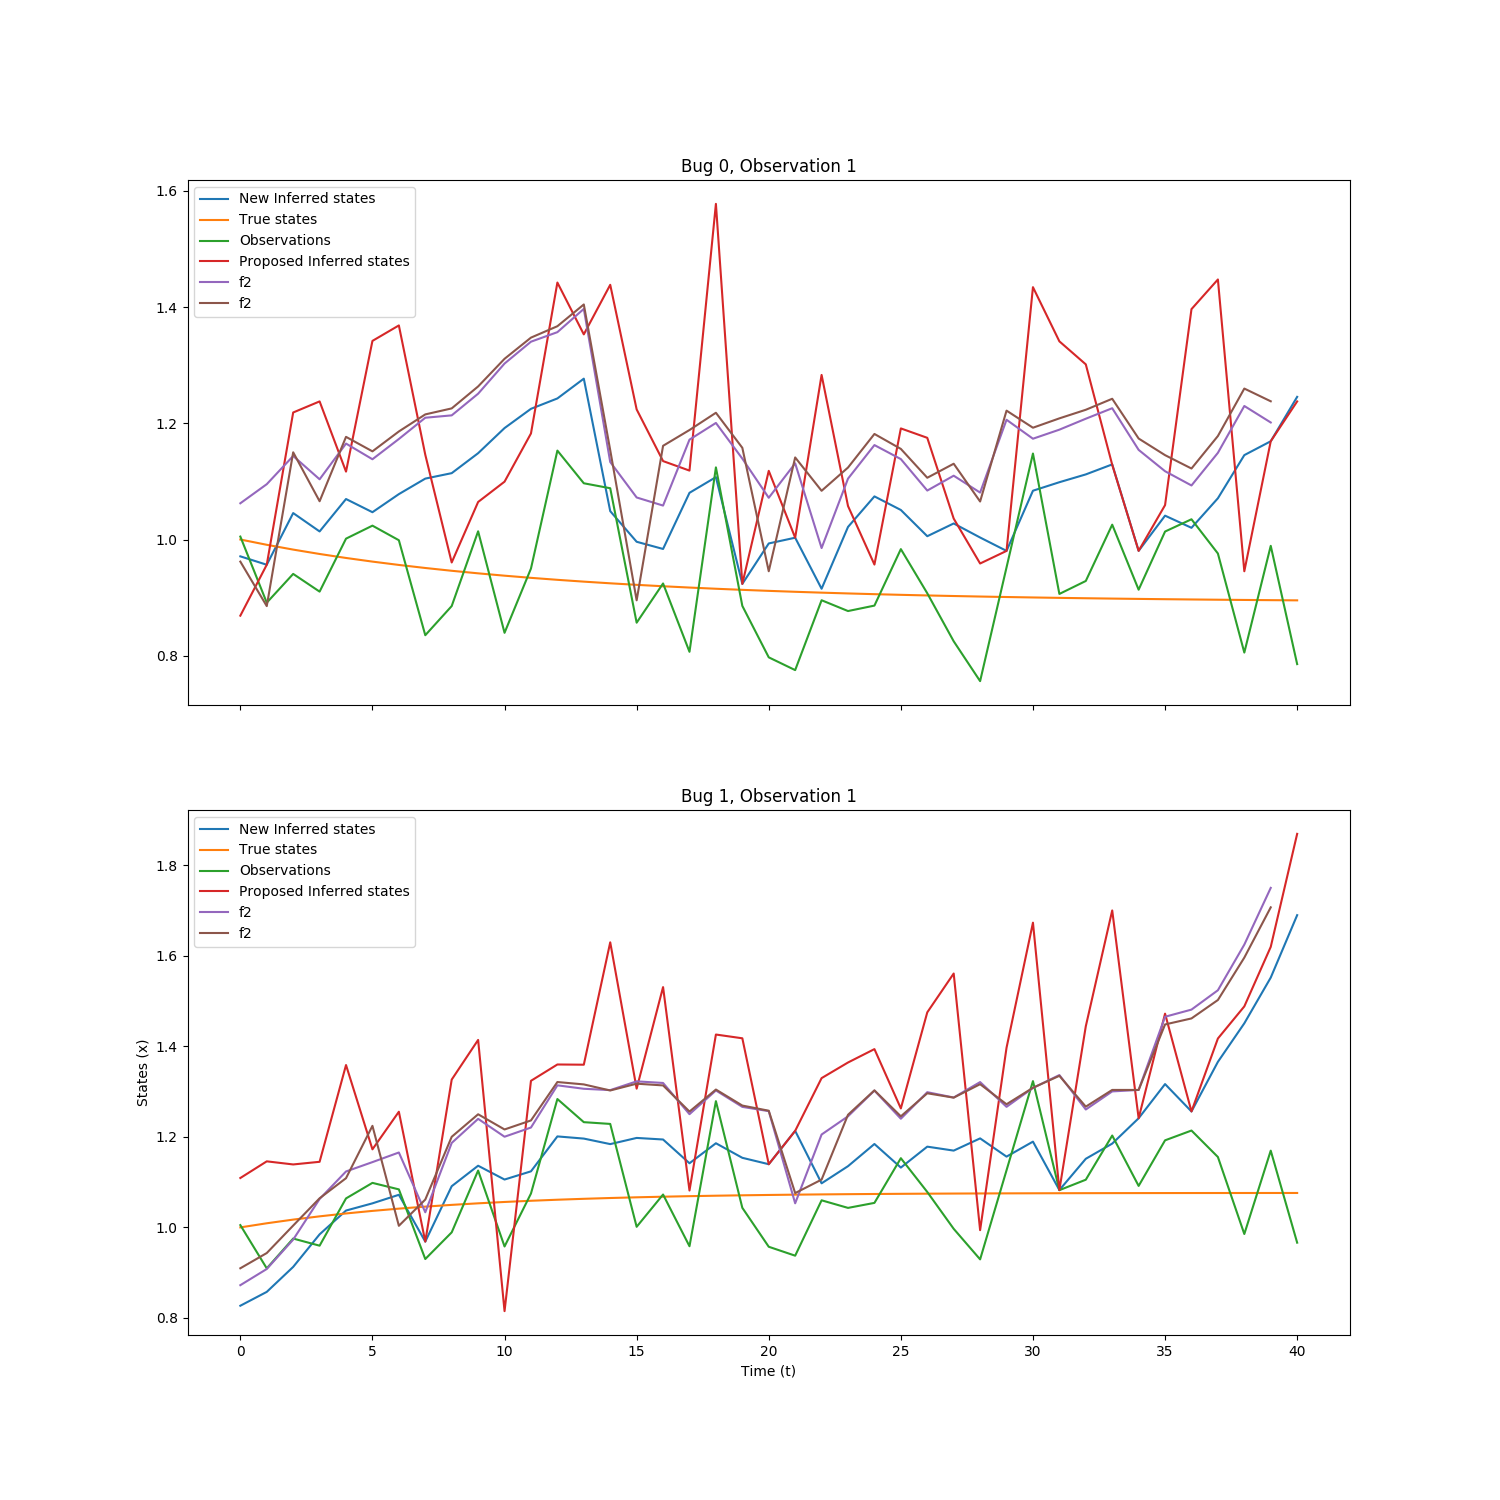 Bug 0, Observation 1
1.6
1.4
1.2
1.0
0.8
New Inferred states
True states
Observations
Proposed Inferred states
f2
f2
Bug 1, Observation 1
States (x)
1.8
1.6
1.4
1.2
1.0
0.8
New Inferred states
True states
Observations
Proposed Inferred states
f2
f2
0 5 10 15 20 25 30 35 40
Time (t)